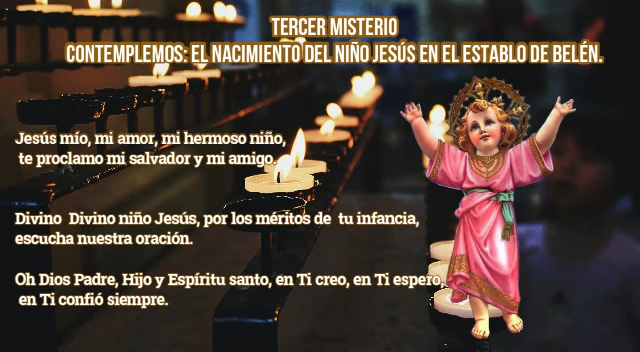 TERCER MISTERIO
CONTEMPLEMOS: EL NACIMIENTO DEL NIÑO JESÚS EN EL ESTABLO DE BELÉN.
Jesús mío, mi amor, mi hermoso niño,
te proclamo mi salvador y mi amigo.
Divino Divino niño Jesús, por los méritos de tu infancia,
escucha nuestra oración.
Oh Dios Padre, Hijo y Espíritu santo, en Ti creo, en Ti espero,
en Ti confió siempre.